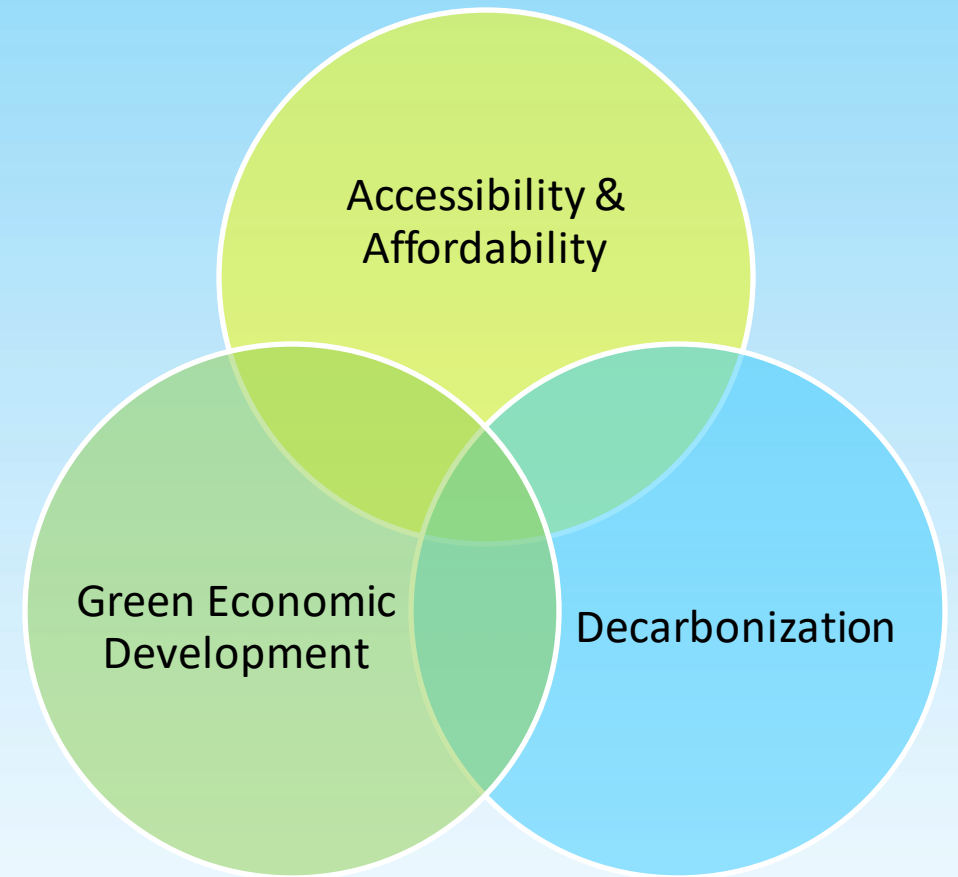 Accessibility &
Affordability
Green Economic
Development
Decarbonization